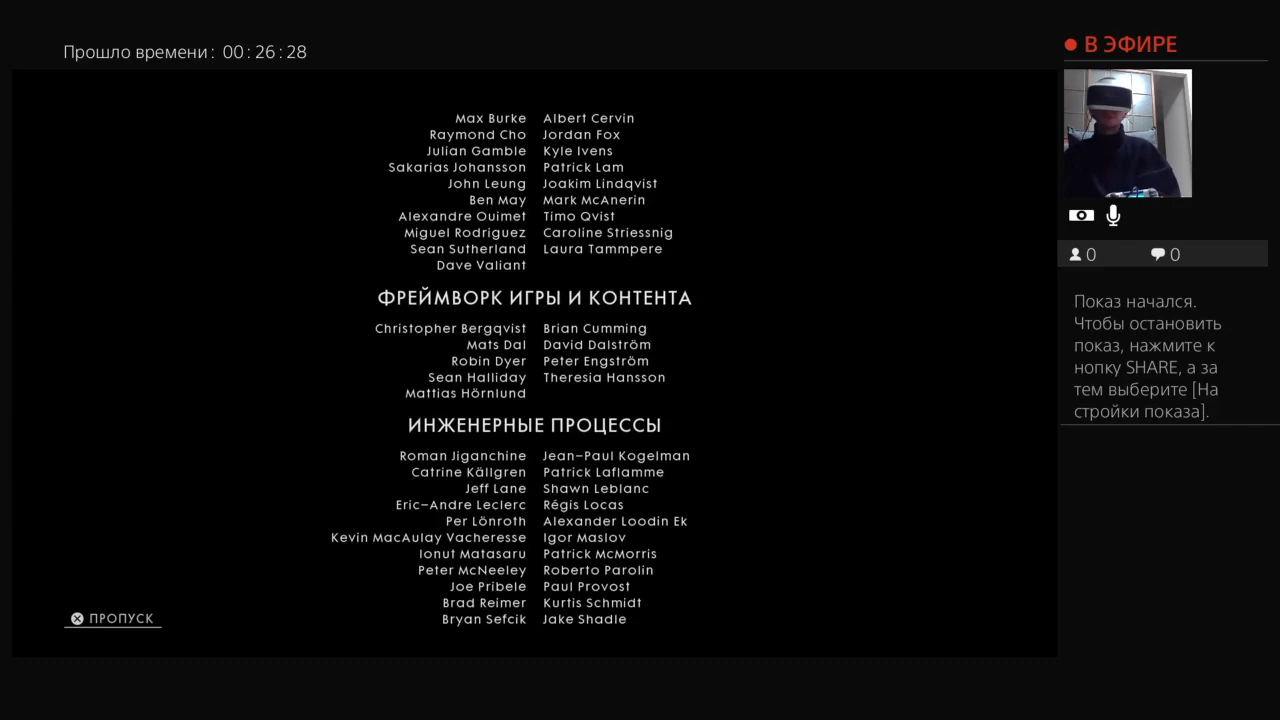 Прошло времени: 00:26:28
В ЭФИРЕ
Max Burke Albert Cervin
Raymond Cho Jordan Fox
Julian Gamble Kyle Ivens
Sakarias Johansson Patrick Lam
John Leung Joakim Lindqvist
Ben May Mark McAnerin
Alexandre Ouimet Timo Qvist
Miguel Rodriguez Caroline Striessnig
Sean Sutherland Laura Tammpere
Dave Valiant
ФРЕЙМВОРК ИГРЫ И КОНТЕНТА
Christopher Bergqvist Brian Cumming
Mats Dal David Dalström
Robin Dyer Peter Engström
Sean Halliday Theresia Hansson
Mattias Hörnlund
ИНЖЕНЕРНЫЕ ПРОЦЕССЫ
Roman Jiganchine Jean-Paul Kogelman
Catrine Källgren Patrick Laflamme
Jeff Lane Shawn Leblanc
Eric-Andre Leclerc Régis Locas
Per Lönroth Alexander Loodin Ek
Kevin MacAulay Vacheresse Igor Maslov
Ionut Matasaru Patrick McMorris
Peter McNeeley Roberto Parolin
Joe Pribele Paul Provost
Brad Reimer Kurtis Schmidt
Bryan Sefcik Jake Shadle
ПРОПУСК
0 0
Показ начался.
Чтобы остановить
показ, нажмите к
нопку SHARE, а за
тем выберите [На
стройки показа].